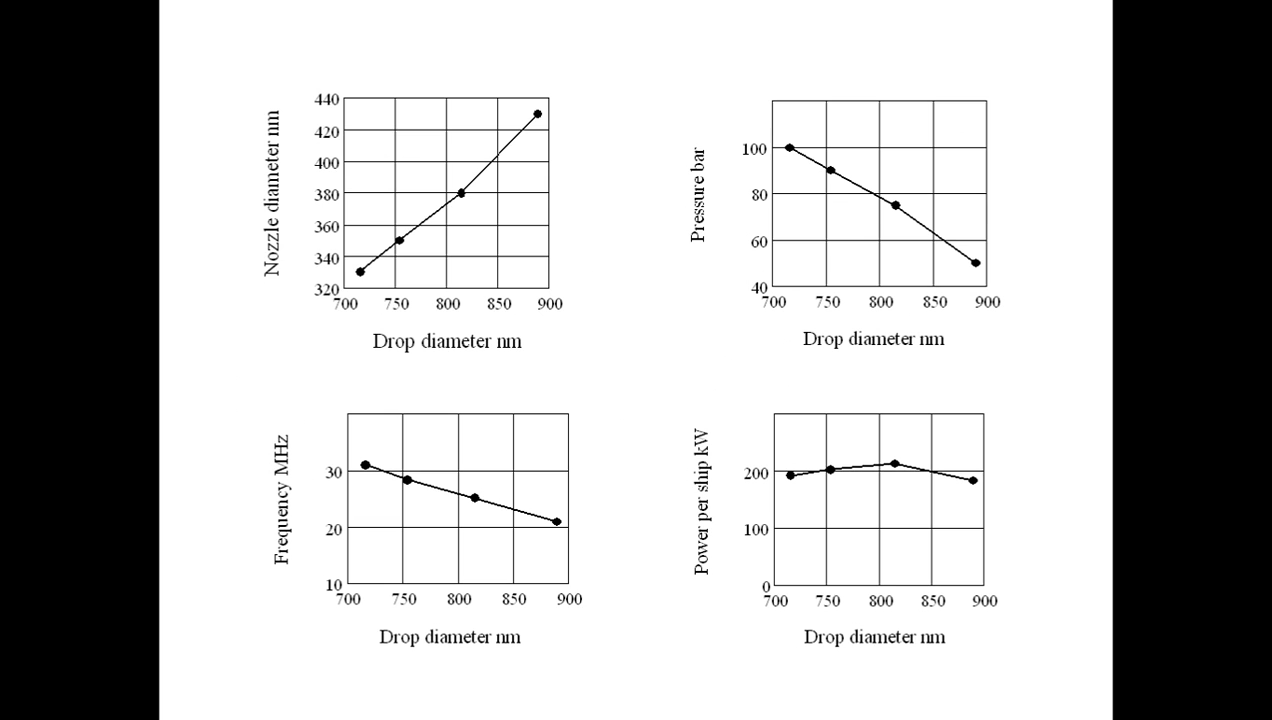 Nozzle diameter nm
440
420
400
380
360
340
320
700 750 800 850 900
Drop diameter nm
Pressure bar
100
80
60
40
700 750 800 850 900
Drop diameter nm
Frequency MHz
30
20
10
700 750 800 850 900
Drop diameter nm
Power per ship kW
200
100
0
700 750 800 850 900
Drop diameter nm